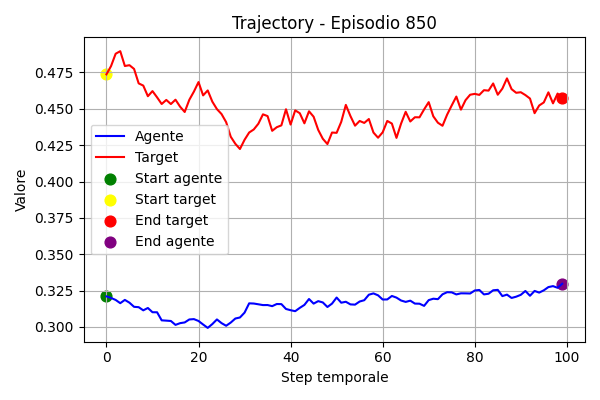 Trajectory - Episodio 850
Valore
0.475
0.450
0.425
0.400
0.375
0.350
0.325
0.300
Agente
Target
Start agente
Start target
End target
End agente
0 20 40 60 80 100
Step temporale